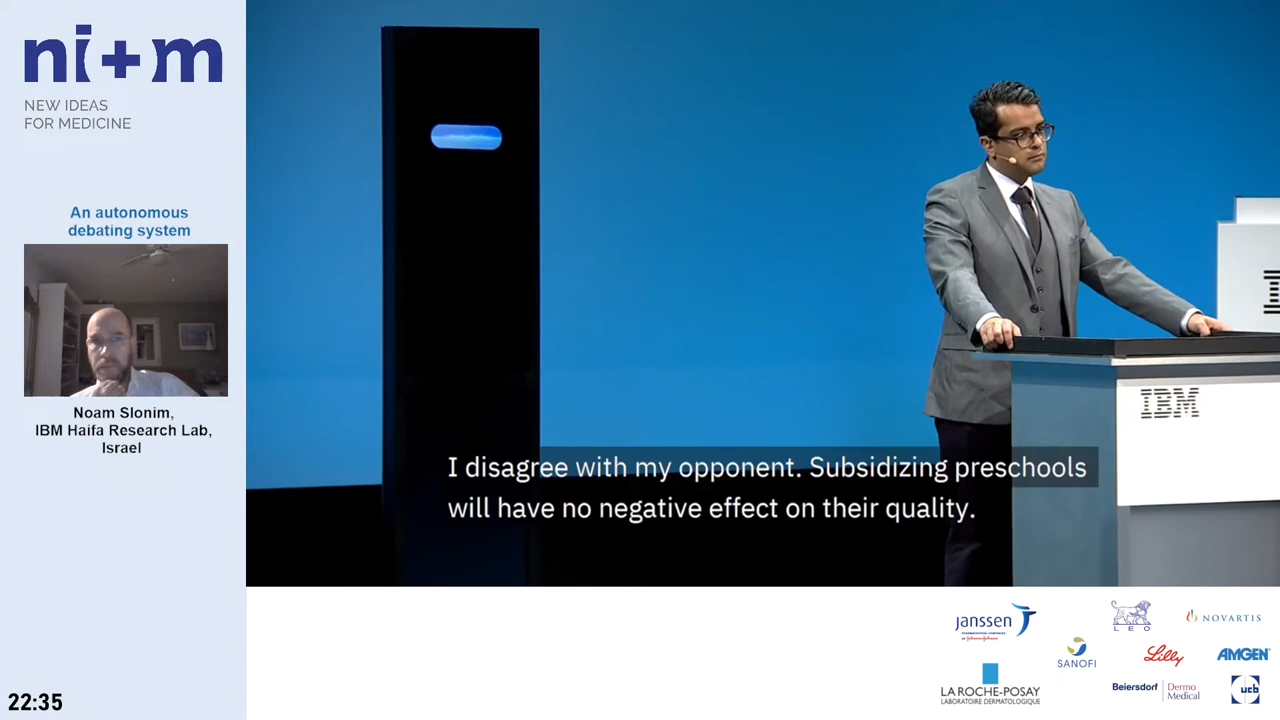 ni+m
NEW IDEAS
FOR MEDICINE
An autonomous
debating system
Noam Slonim,
IBM Haifa Research Lab,
Israel
22:35
I disagree with my opponent. Subsidizing preschools
will have no negative effect on their quality.
IBM
janssen
LEO
NOVARTIS
SANOFI
Lilly
AMGEN
LA ROCHE-POSAY
LABORATOIRE DERMATOLOGIQUE
Beiersdorf
Dermo
Medical
ucb